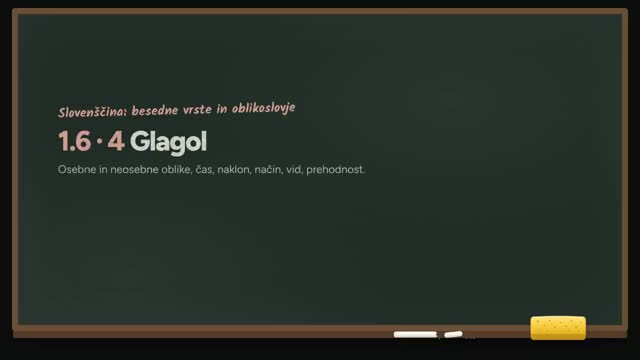 Slovenščina: besedne vrste in oblikoslovje
1.6 · 4 Glagol
Osebne in neosebne oblike, čas, naklon, način, vid, prehodnost.